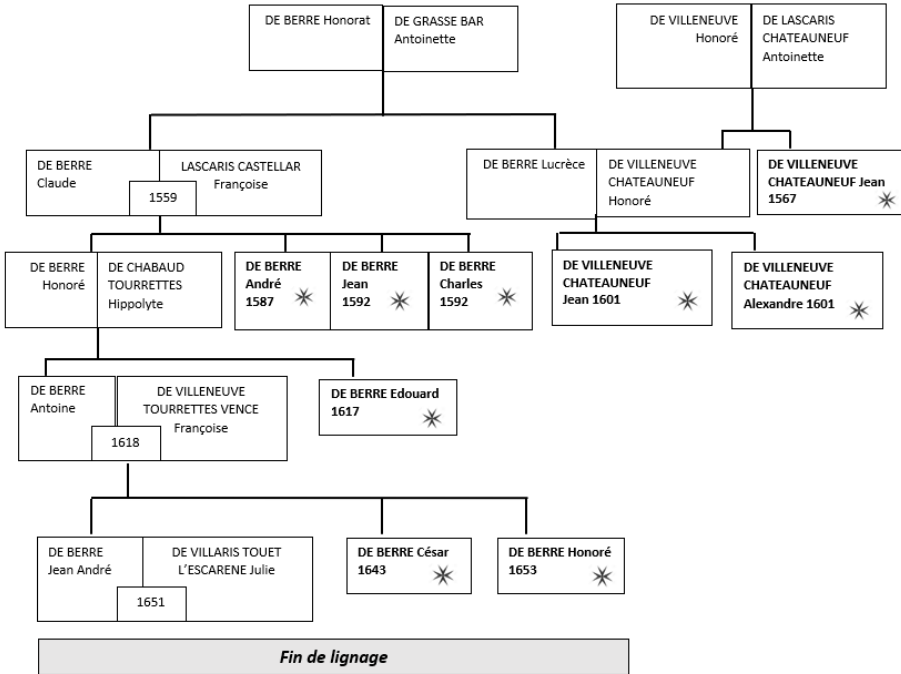 DE BERRE Honorat
DE GRASSE BAR
Antoinette
DE VILLENEUVE
Honoré
DE LASCARIS
CHATEAUNEUF
Antoinette
DE BERRE
Claude
LASCARIS CASTELLAR
Françoise
1559
DE BERRE Lucrèce
DE VILLENEUVE
CHATEAUNEUF
Honoré
DE VILLENEUVE
CHATEAUNEUF Jean
1567
DE BERRE
Honoré
DE CHABAUD
TOURRETTES
Hippolyte
DE BERRE
André
1587
DE BERRE
Jean
1592
DE BERRE
Charles
1592
DE VILLENEUVE
CHATEAUNEUF
Jean 1601
DE VILLENEUVE
CHATEAUNEUF
Alexandre 1601
DE BERRE
Antoine
DE VILLENEUVE
TOURRETTES VENCE
Françoise
1618
DE BERRE Edouard
1617
DE BERRE
Jean André
DE VILLARIS TOUET
L'ESCARENE Julie
1651
DE BERRE César
1643
DE BERRE Honoré
1653
Fin de lignage